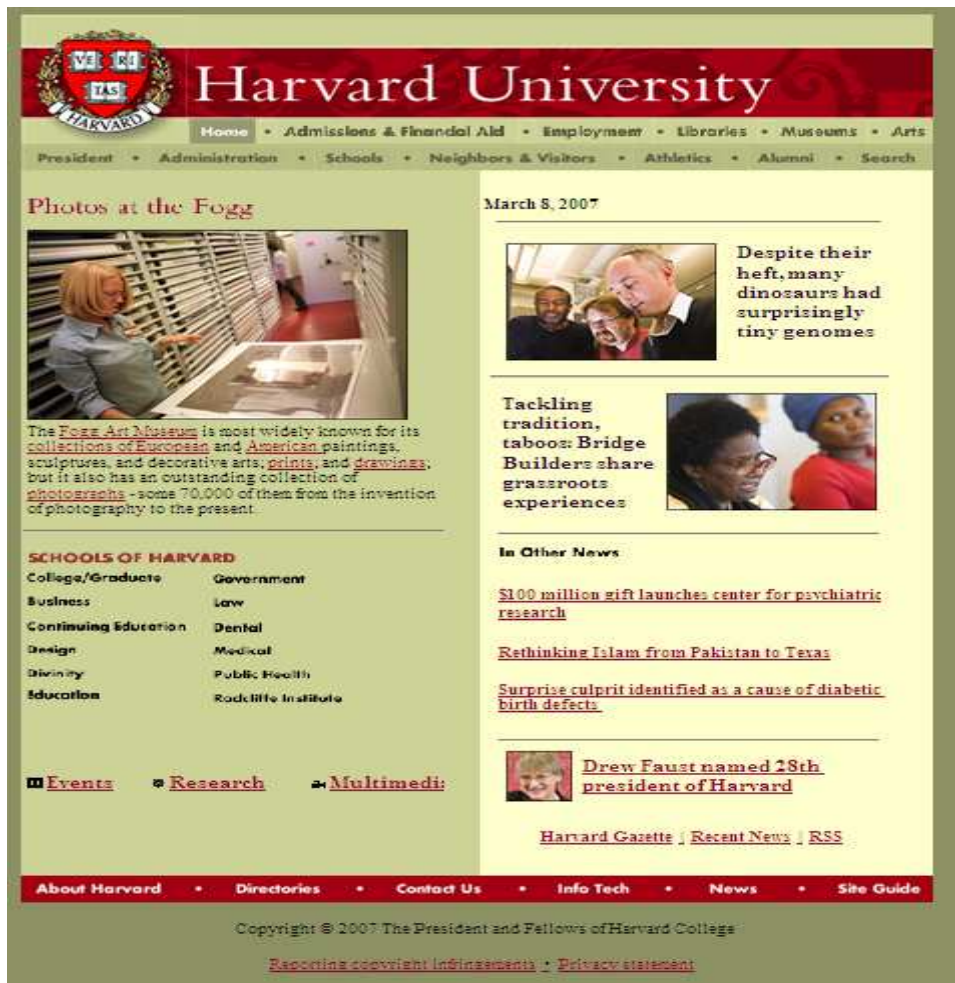 VE RI
TAS
HARVARD
Harvard University
Home • Admissions & Financial Aid • Employment • Libraries • Museums • Arts
President • Administration • Schools • Neighbors & Visitors • Athletics • Alumni • Search
Photos at the Fogg
The Fogg Art Museum is most widely known for its
collections of European and American paintings,
sculptures, and decorative arts; prints; and drawings;
but it also has an outstanding collection of
photographs - some 70,000 of them from the invention
of photography to the present.
SCHOOLS OF HARVARD
College/Graduate
Business
Continuing Education
Design
Divinity
Education
Government
Law
Dental
Medical
Public Health
Radcliffe Institute
Events Research Multimedia
March 8, 2007
Despite their
heft, many
dinosaurs had
surprisingly
tiny genomes
Tackling
tradition,
taboos: Bridge
Builders share
grassroots
experiences
In Other News
$100 million gift launches center for psychiatric
research
Rethinking Islam from Pakistan to Texas
Surprise culprit identified as a cause of diabetic
birth defects
Drew Faust named 28th
president of Harvard
Harvard Gazette | Recent News | RSS
About Harvard • Directories • Contact Us • Info Tech • News • Site Guide
Copyright © 2007 The President and Fellows of Harvard College
Reporting copyright infringements • Privacy statement